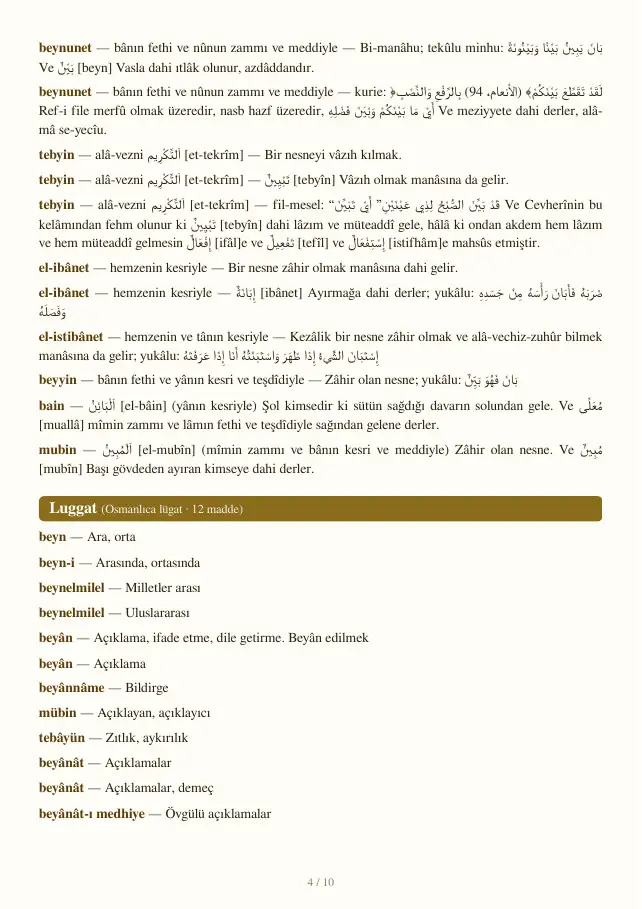 beynunet — bânın fethi ve nûnun zammı ve meddiyle — Bi-manâhu; tekûlu minhu: بَانَ يَبِينُ بَيْنًا وَبَيْنُونَةً
Ve بَيْنٌ [beyn] Vasla dahi ıtlâk olunur, azdâddandır.
beynunet — bânın fethi ve nûnun zammı ve meddiyle — kurie: ﴿لَقَدْ تَقَطَّعَ بَيْنَكُمْ﴾ (الأنعام، 94) بِالرَّفْعِ وَالنَّصْبِ
Ref-i file merfû olmak üzeredir, nasb hazf üzeredir, أَيْ مَا بَيْنَكُمْ وَبَيْنَ فَضْلِهِ Ve meziyyete dahi derler, alâ-
mâ se-yecîu.
tebyin — alâ-vezni اَلتَّكْرِيم [et-tekrîm] — Bir nesneyi vâzıh kılmak.
tebyin — alâ-vezni اَلتَّكْرِيم [et-tekrîm] — تَبْيِينٌ [tebyîn] Vâzıh olmak manâsına da gelir.
tebyin — alâ-vezni اَلتَّكْرِيم [et-tekrîm] — fil-mesel: “قَدْ بَيَّنَ الصُّبْحُ لِذِي عَيْنَيْنِ” أَيْ تَبَيَّنَ Ve Cevherînin bu
kelâmından fehm olunur ki تَبْيِينٌ [tebyîn] dahi lâzım ve müteaddî gele, hâlâ ki ondan akdem hem lâzım
ve hem müteaddî gelmesin إِفْعَالٌ [ifâl]e ve تَفْعِيلٌ [tefîl] ve إِسْتِفْعَالٌ [istifhâm]e mahsûs etmiştir.
el-ibânet — hemzenin kesriyle — Bir nesne zâhir olmak manâsına dahi gelir.
el-ibânet — hemzenin kesriyle — إِبَانَةٌ [ibânet] Ayırmağa dahi derler; yukâlu: ضَرَبَهُ فَأَبَانَ رَأْسَهُ مِنْ جَسَدِهِ
وَفَصَلَهُ
el-istibânet — hemzenin ve tânın kesriyle — Kezâlik bir nesne zâhir olmak ve alâ-vechiz-zuhûr bilmek
manâsına da gelir; yukâlu: إِسْتَبَانَ الشَّيْءُ إِذَا ظَهَرَ وَاسْتَبَنْتُهُ أَنَا إِذَا عَرَفْتَهُ
beyyin — bânın fethi ve yânın kesri ve teşdîdiyle — Zâhir olan nesne; yukâlu: بَانَ فَهُوَ بَيِّنٌ
bain — اَلْبَائِنُ [el-bâin] (yânın kesriyle) Şol kimsedir ki sütün sağdığı davarın solundan gele. Ve مُعَلَّى
[muallâ] mîmin zammı ve lâmın fethi ve teşdîdiyle sağından gelene derler.
mubin — اَلْمُبِينُ [el-mubîn] (mîmin zammı ve bânın kesri ve meddiyle) Zâhir olan nesne. Ve مُبِينٌ
[mubîn] Başı gövdeden ayıran kimseye dahi derler.
Luggat (Osmanlıca lügat · 12 madde)
beyn — Ara, orta
beyn-i — Arasında, ortasında
beynelmilel — Milletler arası
beynelmilel — Uluslararası
beyân — Açıklama, ifade etme, dile getirme. Beyân edilmek
beyân — Açıklama
beyânnâme — Bildirge
mübin — Açıklayan, açıklayıcı
tebâyün — Zıtlık, aykırılık
beyânât — Açıklamalar
beyânât — Açıklamalar, demeç
beyânât-ı medhiye — Övgülü açıklamalar
4 / 10